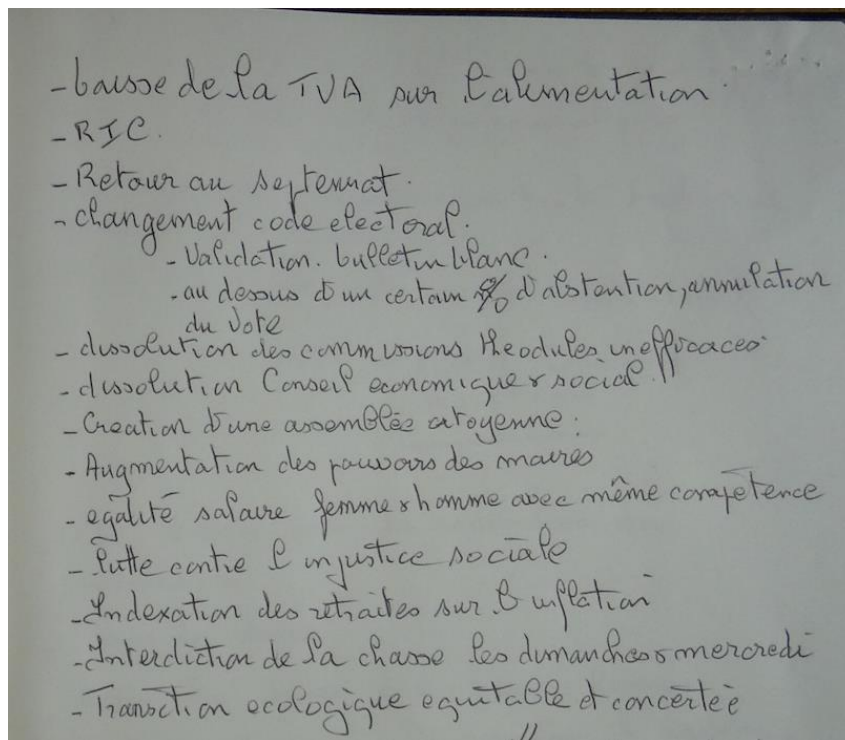 - baisse de la TVA sur l'alimentation.
- RIC.
- Retour au septennat.
- changement code electoral.
- Validation. bulletin blanc.
- au dessus d'un certain % d'abstention, annulation
du vote
- dissolution des commissions theodules inefficaces.
- dissolution Conseil economique & social !!
- Creation d'une assemblée citoyenne :
- Augmentation des pouvoirs des maires
- egalité salaire femme & homme avec même compétence
- lutte contre l'injustice sociale
- Indexation des retraites sur l'inflation
- Interdiction de la chasse les dimanches & mercredi
- Transition ecologique equitable et concertée